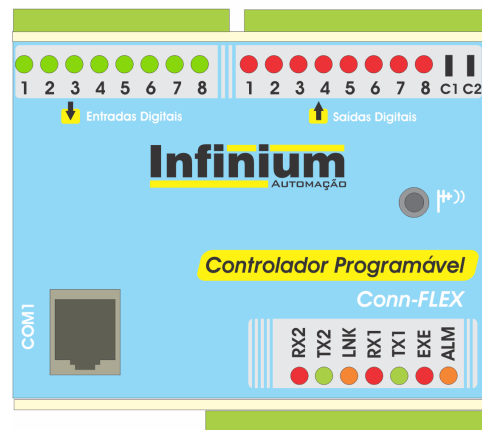 1 2 3 4 5 6 7 8 1 2 3 4 5 6 7 8 C1 C2
Entradas Digitais Saídas Digitais
Infinium
AUTOMAÇÃO
Controlador Programável
Conn-FLEX
COM1
RX2 TX2 LNK RX1 TX1 EXE ALM